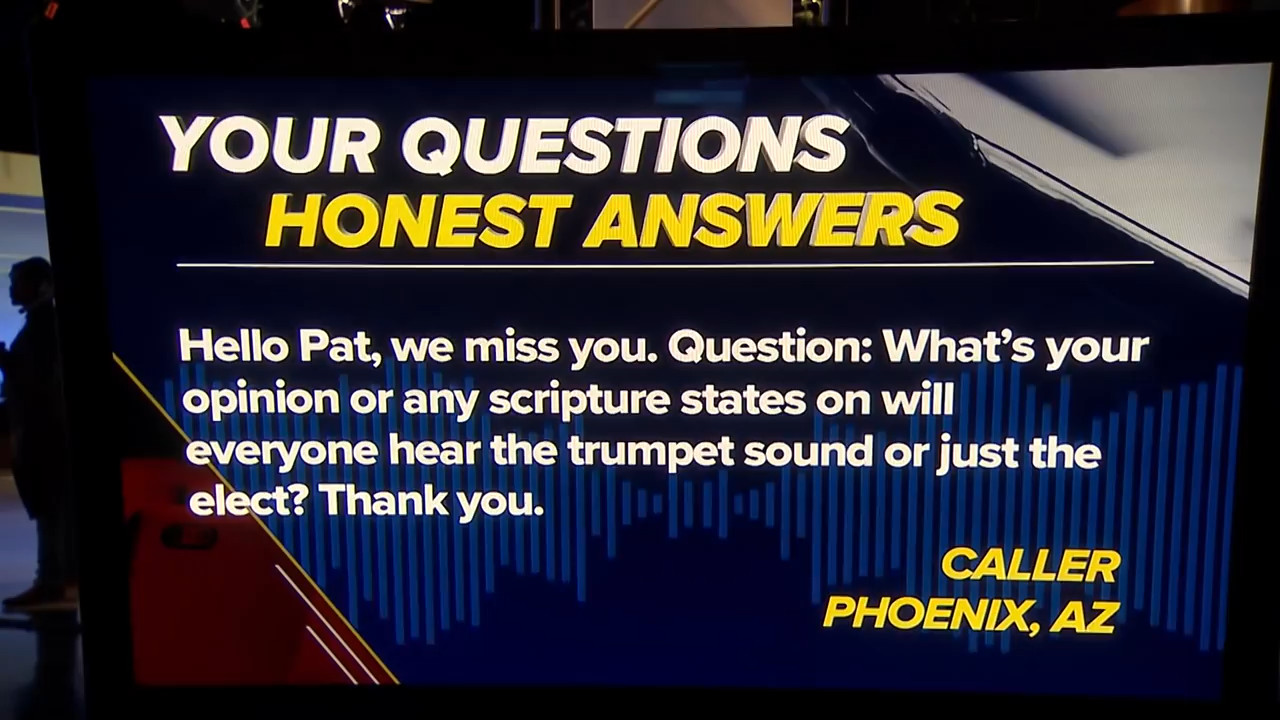 YOUR QUESTIONS
HONEST ANSWERS
Hello Pat, we miss you. Question: What's your
opinion or any scripture states on will
everyone hear the trumpet sound or just the
elect? Thank you.
CALLER
PHOENIX, AZ